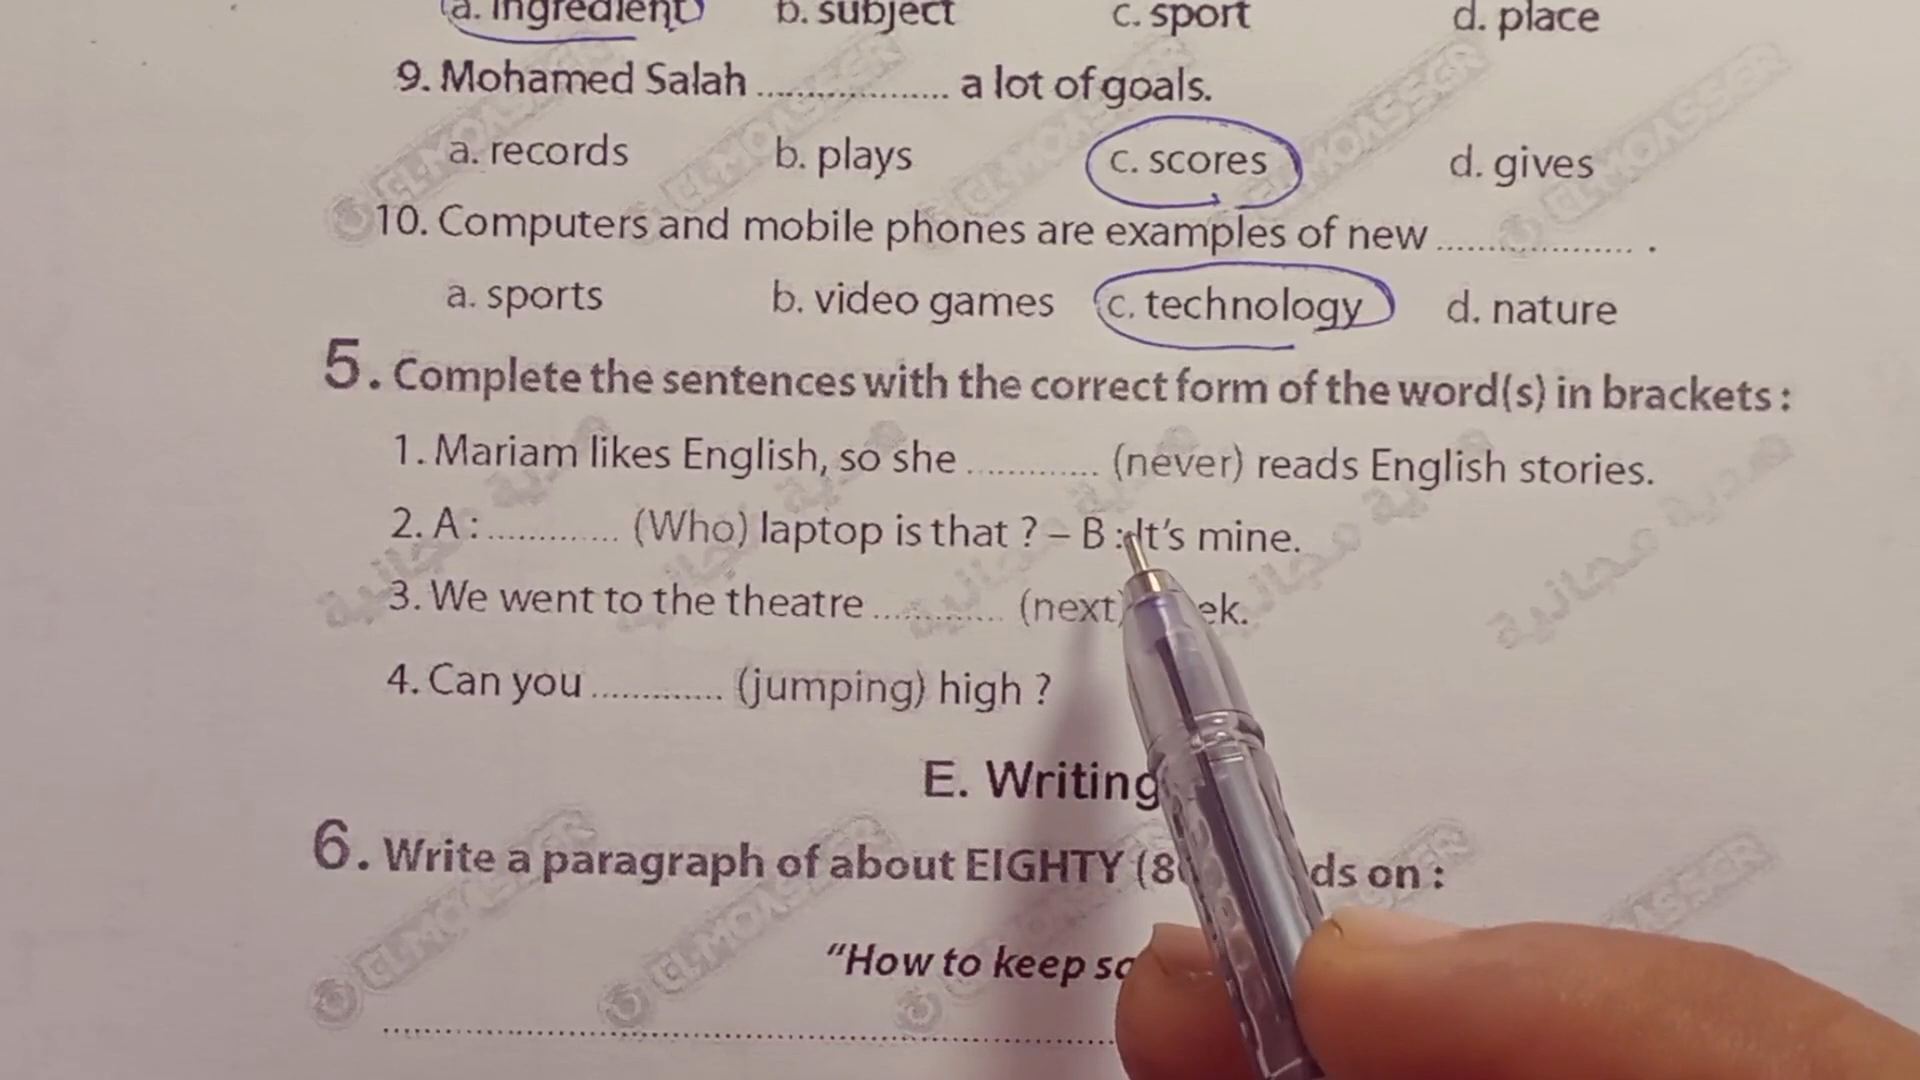 a. ingredient b. subject c. sport d. place
9. Mohamed Salah .................. a lot of goals.
a. records b. plays c. scores d. gives
10. Computers and mobile phones are examples of new .................. .
a. sports b. video games c. technology d. nature
5. Complete the sentences with the correct form of the word(s) in brackets :
1. Mariam likes English, so she ............ (never) reads English stories.
2. A : ............ (Who) laptop is that ? – B : It's mine.
3. We went to the theatre ............ (next) ek.
4. Can you ............ (jumping) high ?
E. Writing
6. Write a paragraph of about EIGHTY (8 ds on :
"How to keep